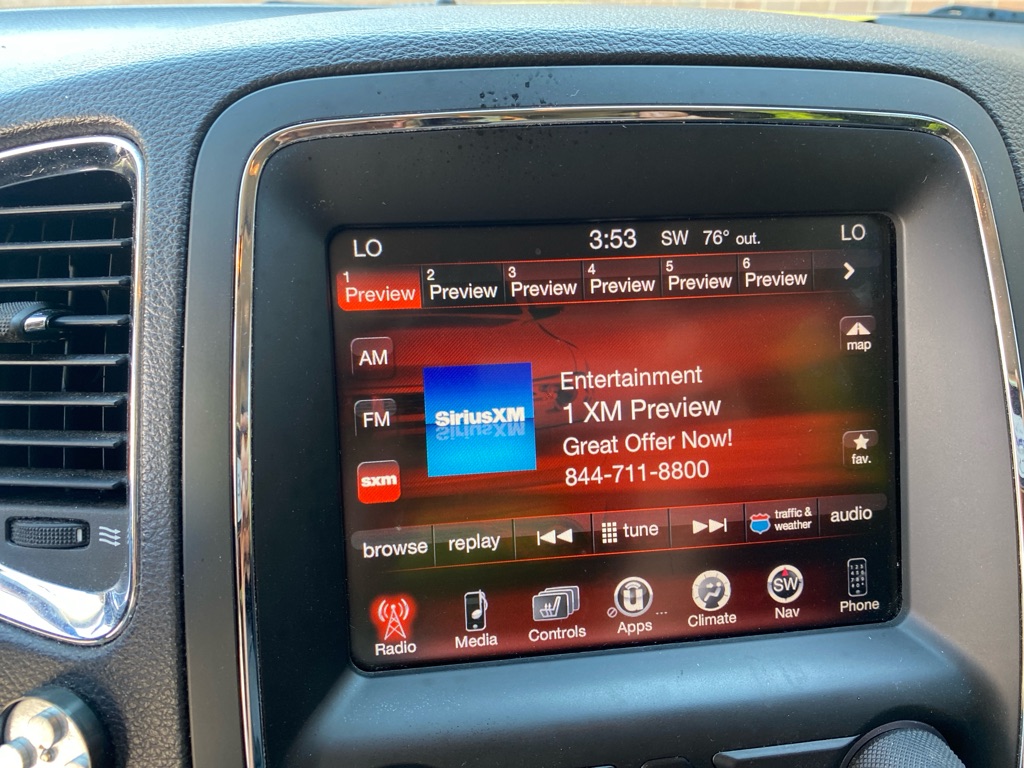 LO 3:53 SW 76° out. LO
1 Preview 2 Preview 3 Preview 4 Preview 5 Preview 6 Preview
AM
FM
sxm
SiriusXM
Entertainment
1 XM Preview
Great Offer Now!
844-711-8800
map
fav.
browse replay tune traffic & weather audio
Radio Media Controls Apps ... Climate SW Nav Phone